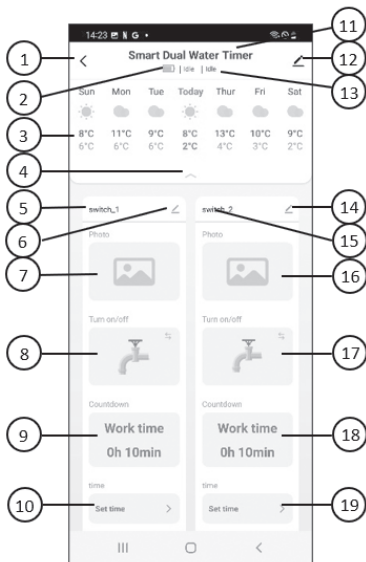 14:23 N G •
Smart Dual Water Timer
| Idle | Idle
Sun Mon Tue Today Thur Fri Sat
8°C 11°C 9°C 8°C 13°C 10°C 9°C
6°C 6°C 6°C 2°C 4°C 3°C 2°C
switch_1
switch_2
Photo
Photo
Turn on/off
Turn on/off
Countdown
Countdown
Work time
0h 10min
Work time
0h 10min
time
time
Set time >
Set time >
1
2
3
4
5
6
7
8
9
10
11
12
13
14
15
16
17
18
19